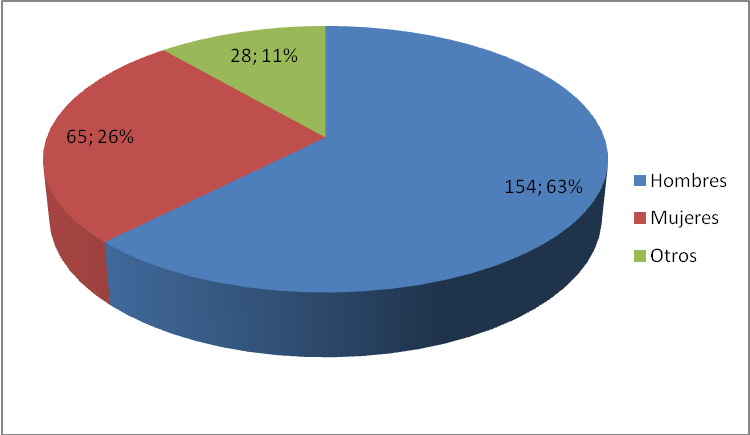 28; 11%
65; 26%
154; 63%
Hombres
Mujeres
Otros